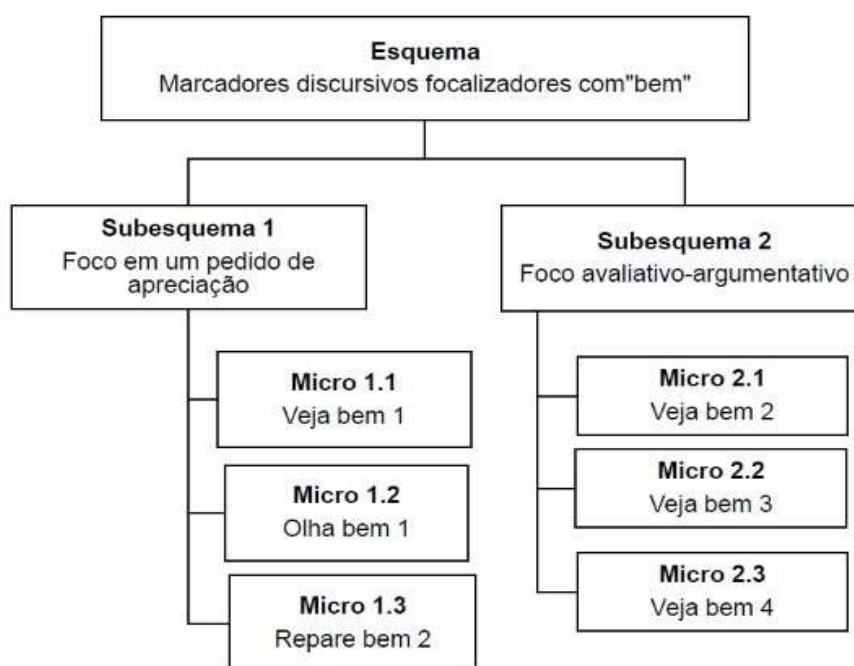 Esquema
Marcadores discursivos focalizadores com"bem"
Subesquema 1
Foco em um pedido de
apreciação
Subesquema 2
Foco avaliativo-argumentativo
Micro 1.1
Veja bem 1
Micro 1.2
Olha bem 1
Micro 1.3
Repare bem 2
Micro 2.1
Veja bem 2
Micro 2.2
Veja bem 3
Micro 2.3
Veja bem 4